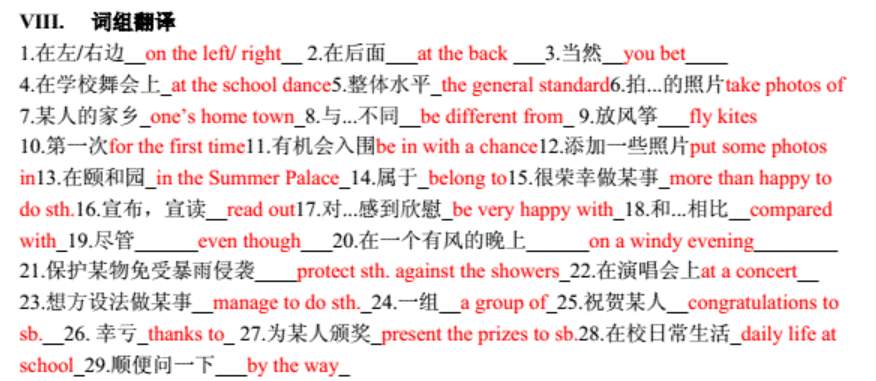 VIII. 词组翻译
1.在左/右边__on the left/ right__ 2.在后面___at the back ___3.当然__you bet____
4.在学校舞会上_at the school dance5.整体水平_the general standard6.拍...的照片take photos of
7.某人的家乡_one's home town_8.与...不同__be different from_ 9.放风筝___fly kites
10.第一次for the first time11.有机会入围be in with a chance12.添加一些照片put some photos
in13.在颐和园_in the Summer Palace_14.属于_belong to15.很荣幸做某事_more than happy to
do sth.16.宣布，宣读__read out17.对...感到欣慰_be very happy with_18.和...相比__compared
with_19.尽管______even though___20.在一个有风的晚上______on a windy evening________
21.保护某物免受暴雨侵袭____protect sth. against the showers_22.在演唱会上at a concert__
23.想方设法做某事__manage to do sth._24.一组__a group of_25.祝贺某人__congratulations to
sb.__26. 幸亏_thanks to_ 27.为某人颁奖_present the prizes to sb.28.在校日常生活_daily life at
school_29.顺便问一下___by the way_